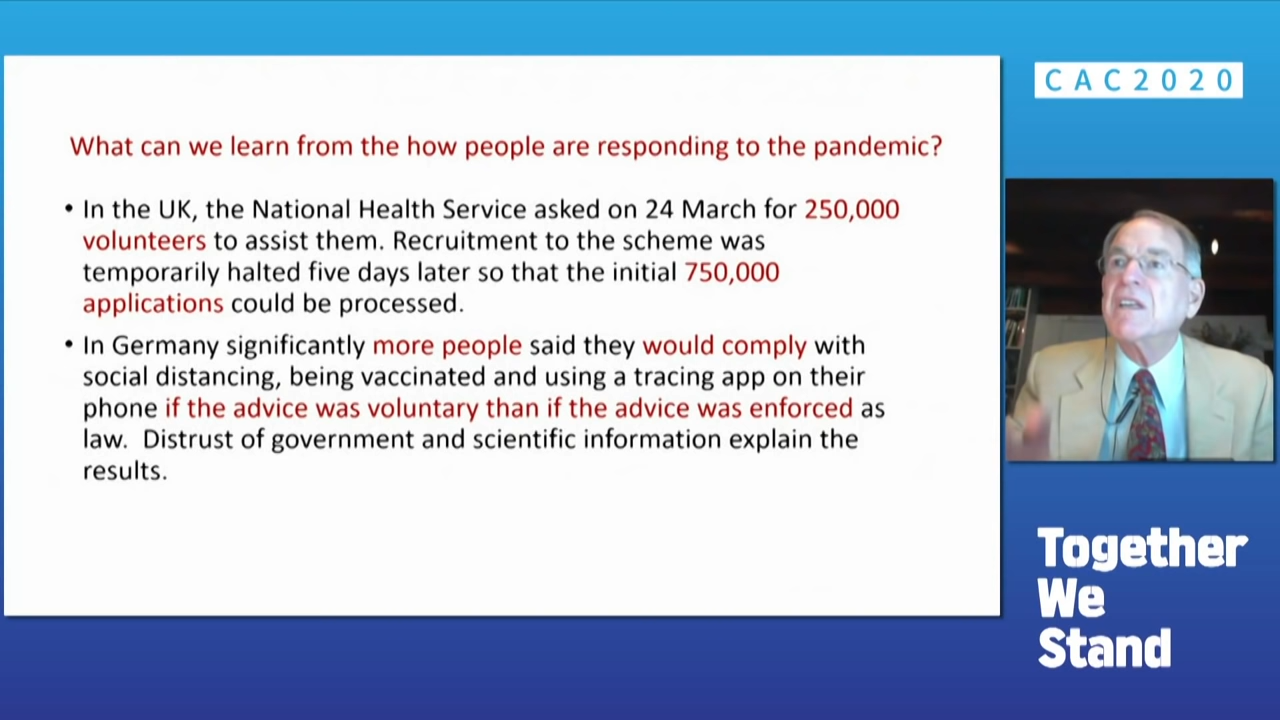 CAC2020
What can we learn from the how people are responding to the pandemic?
• In the UK, the National Health Service asked on 24 March for 250,000
volunteers to assist them. Recruitment to the scheme was
temporarily halted five days later so that the initial 750,000
applications could be processed.
• In Germany significantly more people said they would comply with
social distancing, being vaccinated and using a tracing app on their
phone if the advice was voluntary than if the advice was enforced as
law. Distrust of government and scientific information explain the
results.
Together
We
Stand